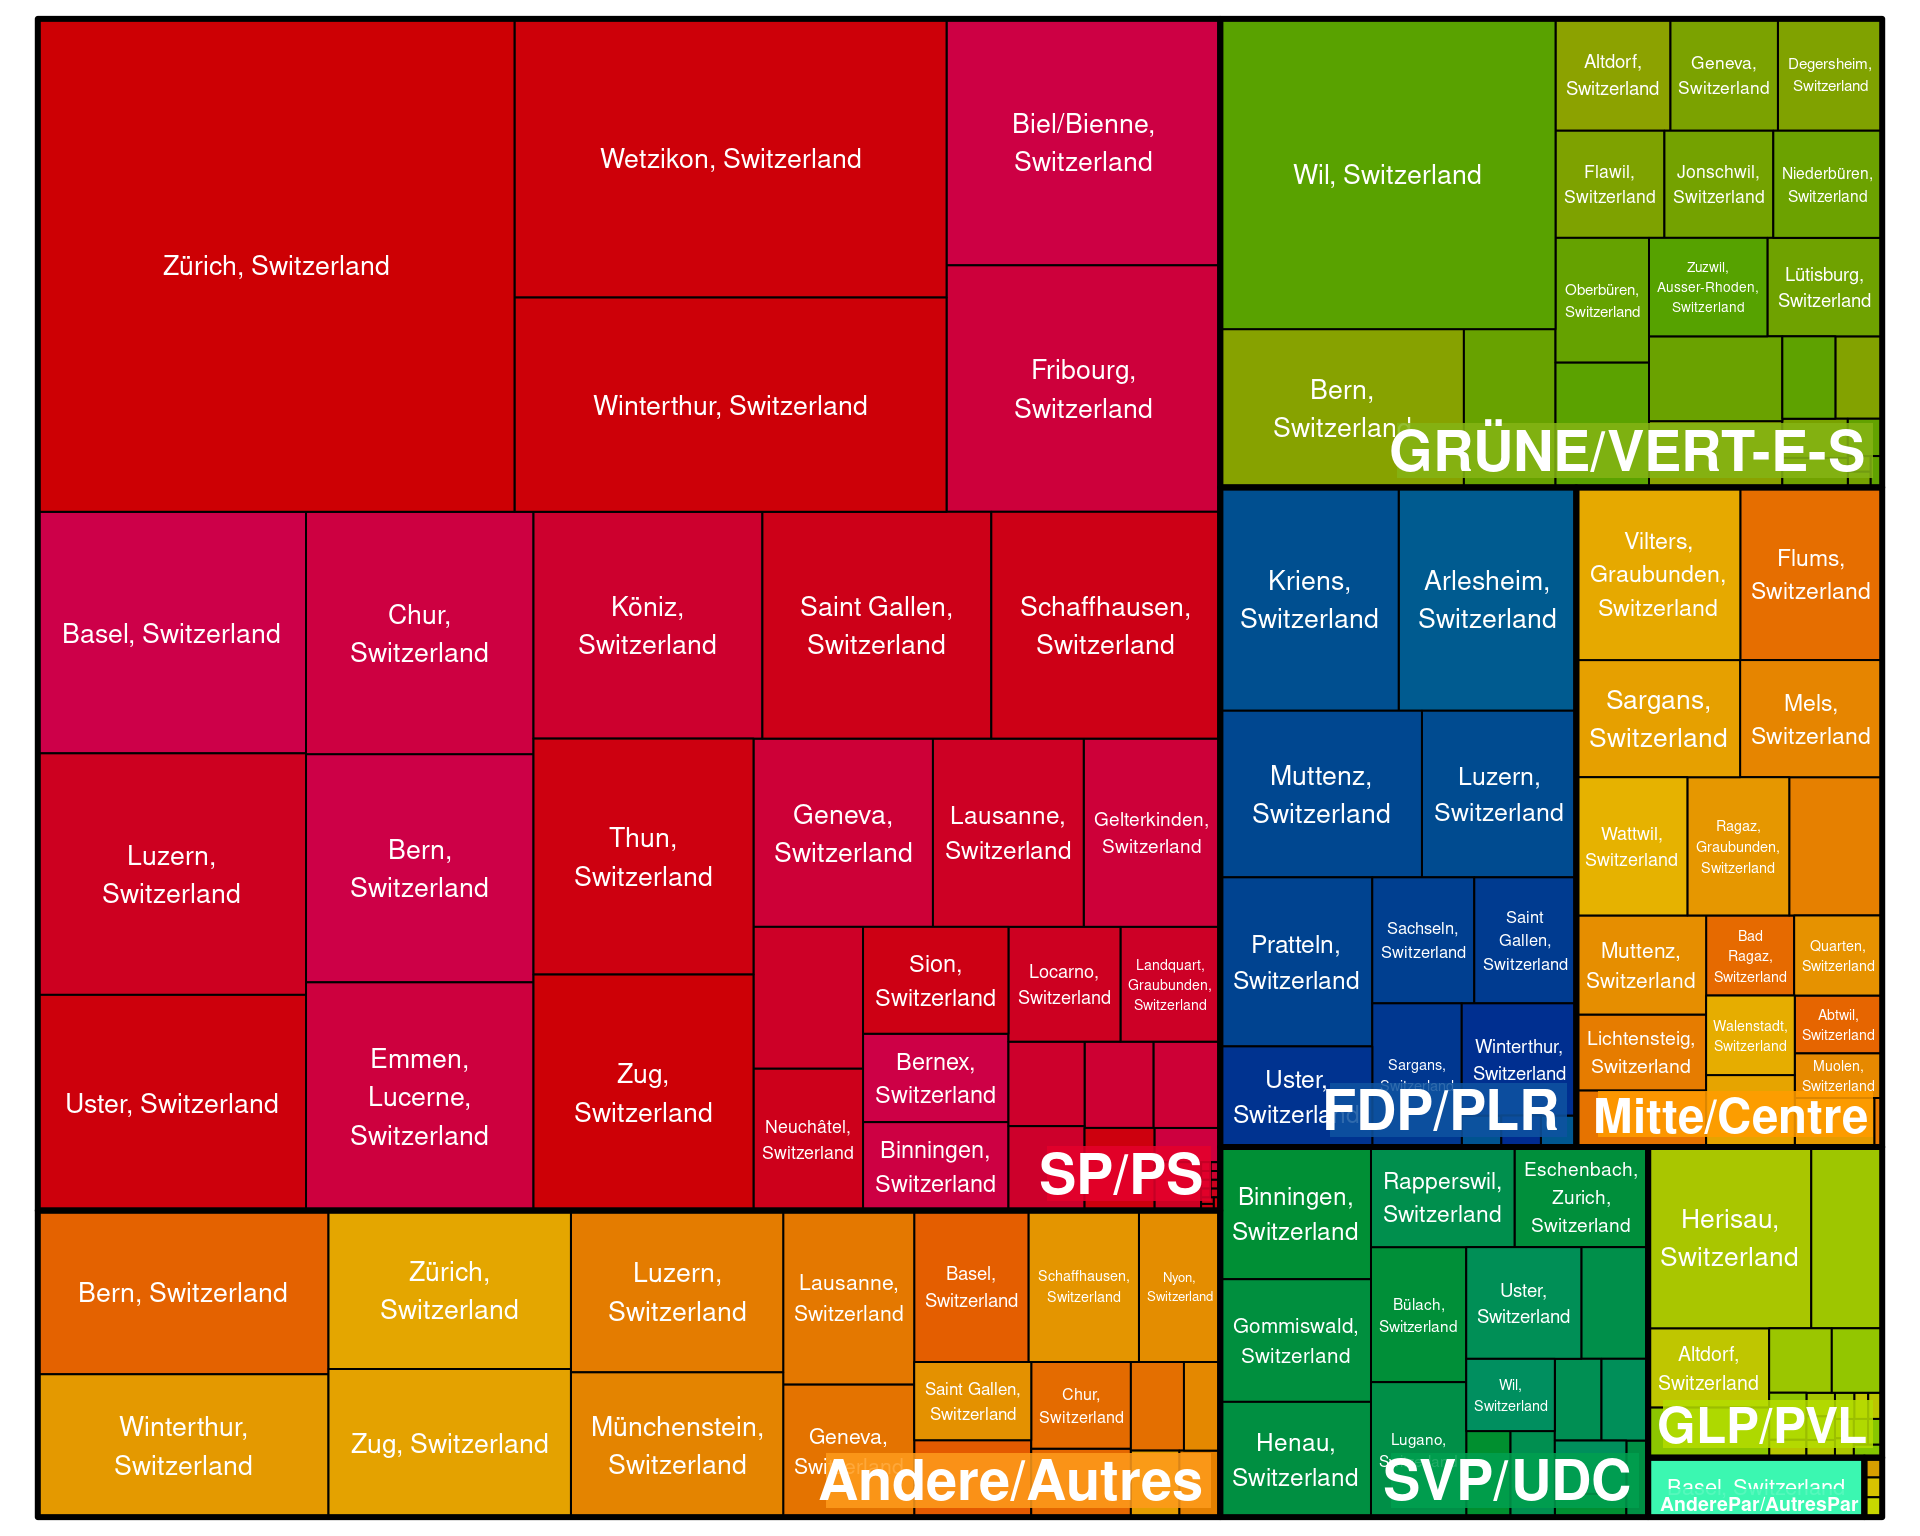 Zürich, Switzerland
Wetzikon, Switzerland
Winterthur, Switzerland
Biel/Bienne,
Switzerland
Fribourg,
Switzerland
Basel, Switzerland
Chur,
Switzerland
Köniz,
Switzerland
Saint Gallen,
Switzerland
Schaffhausen,
Switzerland
Luzern,
Switzerland
Bern,
Switzerland
Thun,
Switzerland
Geneva,
Switzerland
Lausanne,
Switzerland
Gelterkinden,
Switzerland
Uster, Switzerland
Emmen,
Lucerne,
Switzerland
Zug,
Switzerland
Sion,
Switzerland
Locarno,
Switzerland
Landquart,
Graubunden,
Switzerland
Bernex,
Switzerland
Neuchâtel,
Switzerland
Binningen,
Switzerland
SP/PS
Wil, Switzerland
Altdorf,
Switzerland
Geneva,
Switzerland
Degersheim,
Switzerland
Flawil,
Switzerland
Jonschwil,
Switzerland
Niederbüren,
Switzerland
Oberbüren,
Switzerland
Zuzwil,
Ausser-Rhoden,
Switzerland
Lütisburg,
Switzerland
Bern,
Switzerland
GRÜNE/VERT-E-S
Kriens,
Switzerland
Arlesheim,
Switzerland
Muttenz,
Switzerland
Luzern,
Switzerland
Pratteln,
Switzerland
Sachseln,
Switzerland
Saint
Gallen,
Switzerland
Uster,
Switzerland
Sargans,
Switzerland
Winterthur,
Switzerland
FDP/PLR
Vilters,
Graubunden,
Switzerland
Flums,
Switzerland
Sargans,
Switzerland
Mels,
Switzerland
Wattwil,
Switzerland
Ragaz,
Graubunden,
Switzerland
Muttenz,
Switzerland
Bad
Ragaz,
Switzerland
Quarten,
Switzerland
Lichtensteig,
Switzerland
Walenstadt,
Switzerland
Abtwil,
Switzerland
Muolen,
Switzerland
Mitte/Centre
Bern, Switzerland
Zürich,
Switzerland
Luzern,
Switzerland
Lausanne,
Switzerland
Basel,
Switzerland
Schaffhausen,
Switzerland
Nyon,
Switzerland
Winterthur,
Switzerland
Zug, Switzerland
Münchenstein,
Switzerland
Geneva,
Switzerland
Saint Gallen,
Switzerland
Chur,
Switzerland
Andere/Autres
Binningen,
Switzerland
Rapperswil,
Switzerland
Eschenbach,
Zurich,
Switzerland
Gommiswald,
Switzerland
Bülach,
Switzerland
Uster,
Switzerland
Henau,
Switzerland
Lugano,
Wil,
Switzerland
SVP/UDC
Herisau,
Switzerland
Altdorf,
Switzerland
GLP/PVL
Basel, Switzerland
AnderePar/AutresPar